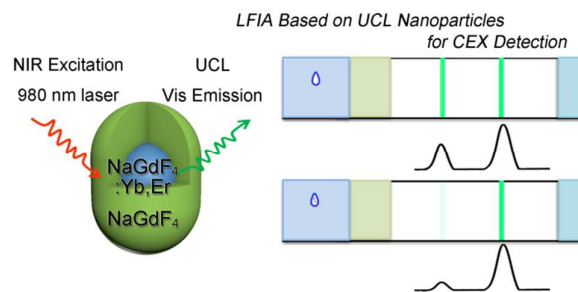 LFIA Based on UCL Nanoparticles
for CEX Detection
NIR Excitation
980 nm laser
UCL
Vis Emission
NaGdF₄
:Yb,Er
NaGdF₄